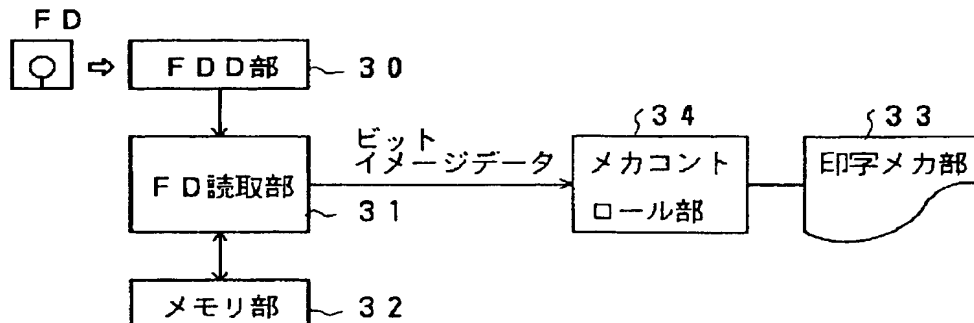 ＦＤ
ＦＤＤ部
３０
ＦＤ読取部
３１
メモリ部
３２
ビット
イメージデータ
３４
メカコント
ロール部
３３
印字メカ部